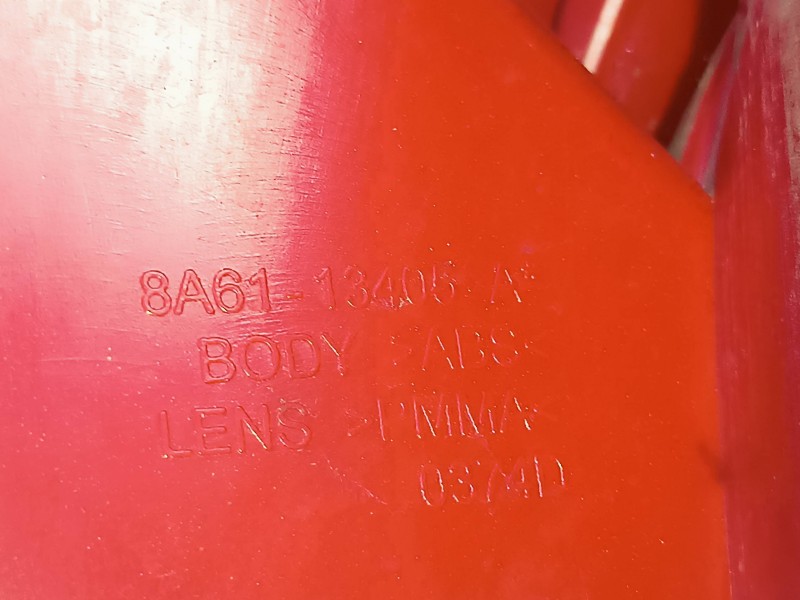 8A61-13405-A*
BODY >ABS<
LENS >PMMA<
0374D